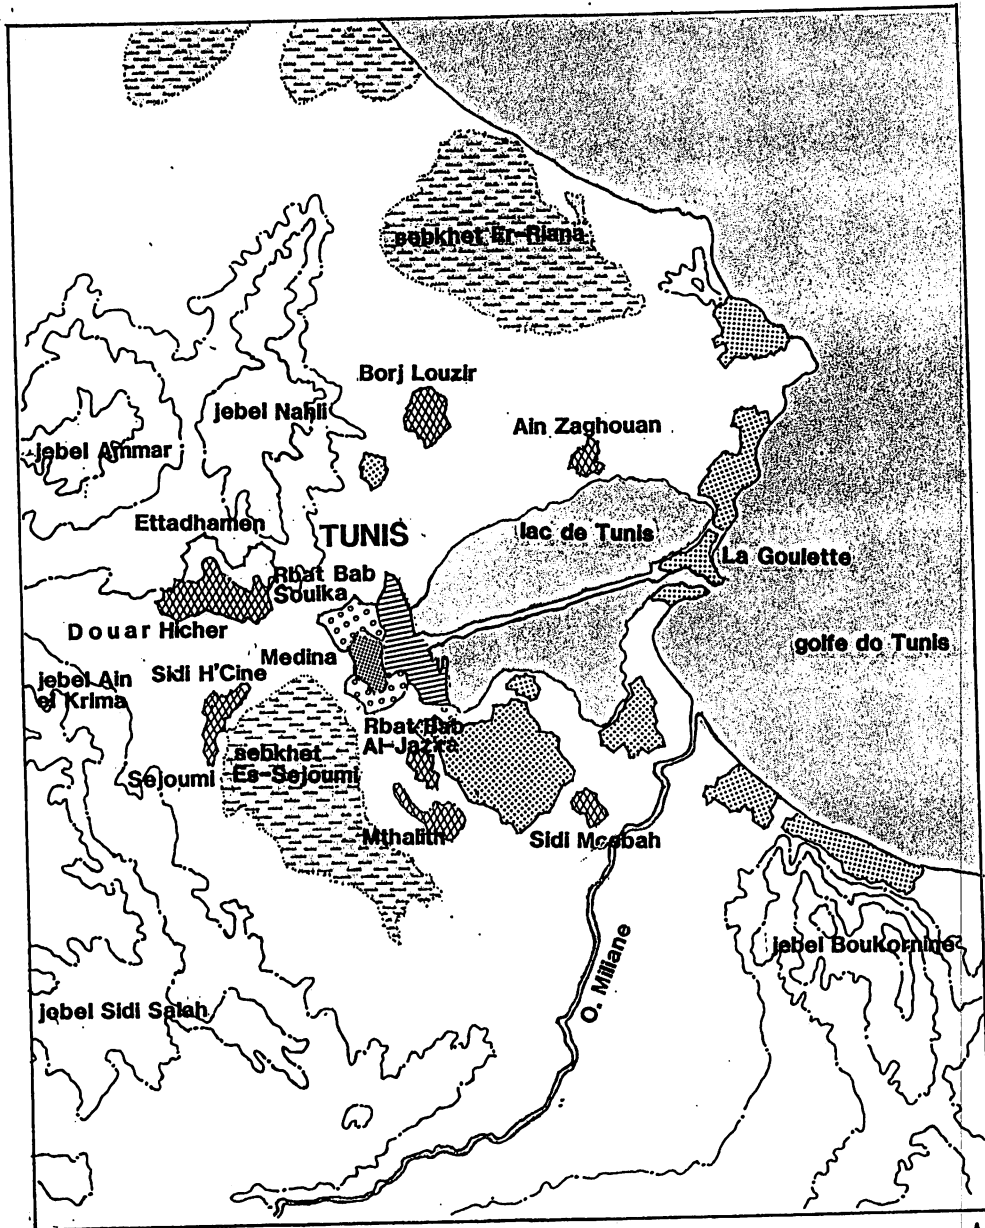 sebkhet Er-Riana
Borj Louzir
jebel Nahli
Ain Zaghouan
jebel Ammar
Ettadhamen
TUNIS
lac de Tunis
La Goulette
Rbat Bab
Souika
Douar Hicher
golfe do Tunis
Medina
Sidi H'Cine
jebel Ain
el Krima
Rbat Bab
Al-Jazira
sebkhet
Es-Sejoumi
Sejoumi
Mthalith
Sidi Mcsbah
jebel Boukornine
O. Miliane
jebel Sidi Salah